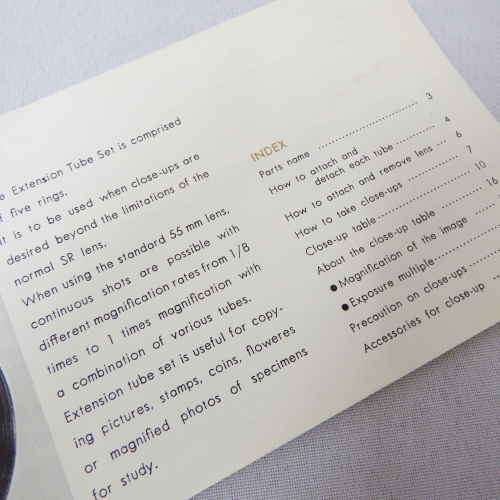 e Extension Tube Set is comprised
f five rings.
It is to be used when close-ups are
desired beyond the limitations of the
normal SR lens.
When using the standard 55 mm lens,
continuous shots are possible with
different magnification rates from 1/8
times to 1 times magnification with
a combination of various tubes.
Extension tube set is useful for copy-
ing pictures, stamps, coins, floweres
or magnified photos of specimens
for study.
INDEX
Parts name 3
How to attach and
detach each tube 4
How to attach and remove lens 6
How to take close-ups 7
Close-up table 10
About the close-up table 16
●Magnification of the image
●Exposure multiple
Precaution on close-ups
Accessories for close-up